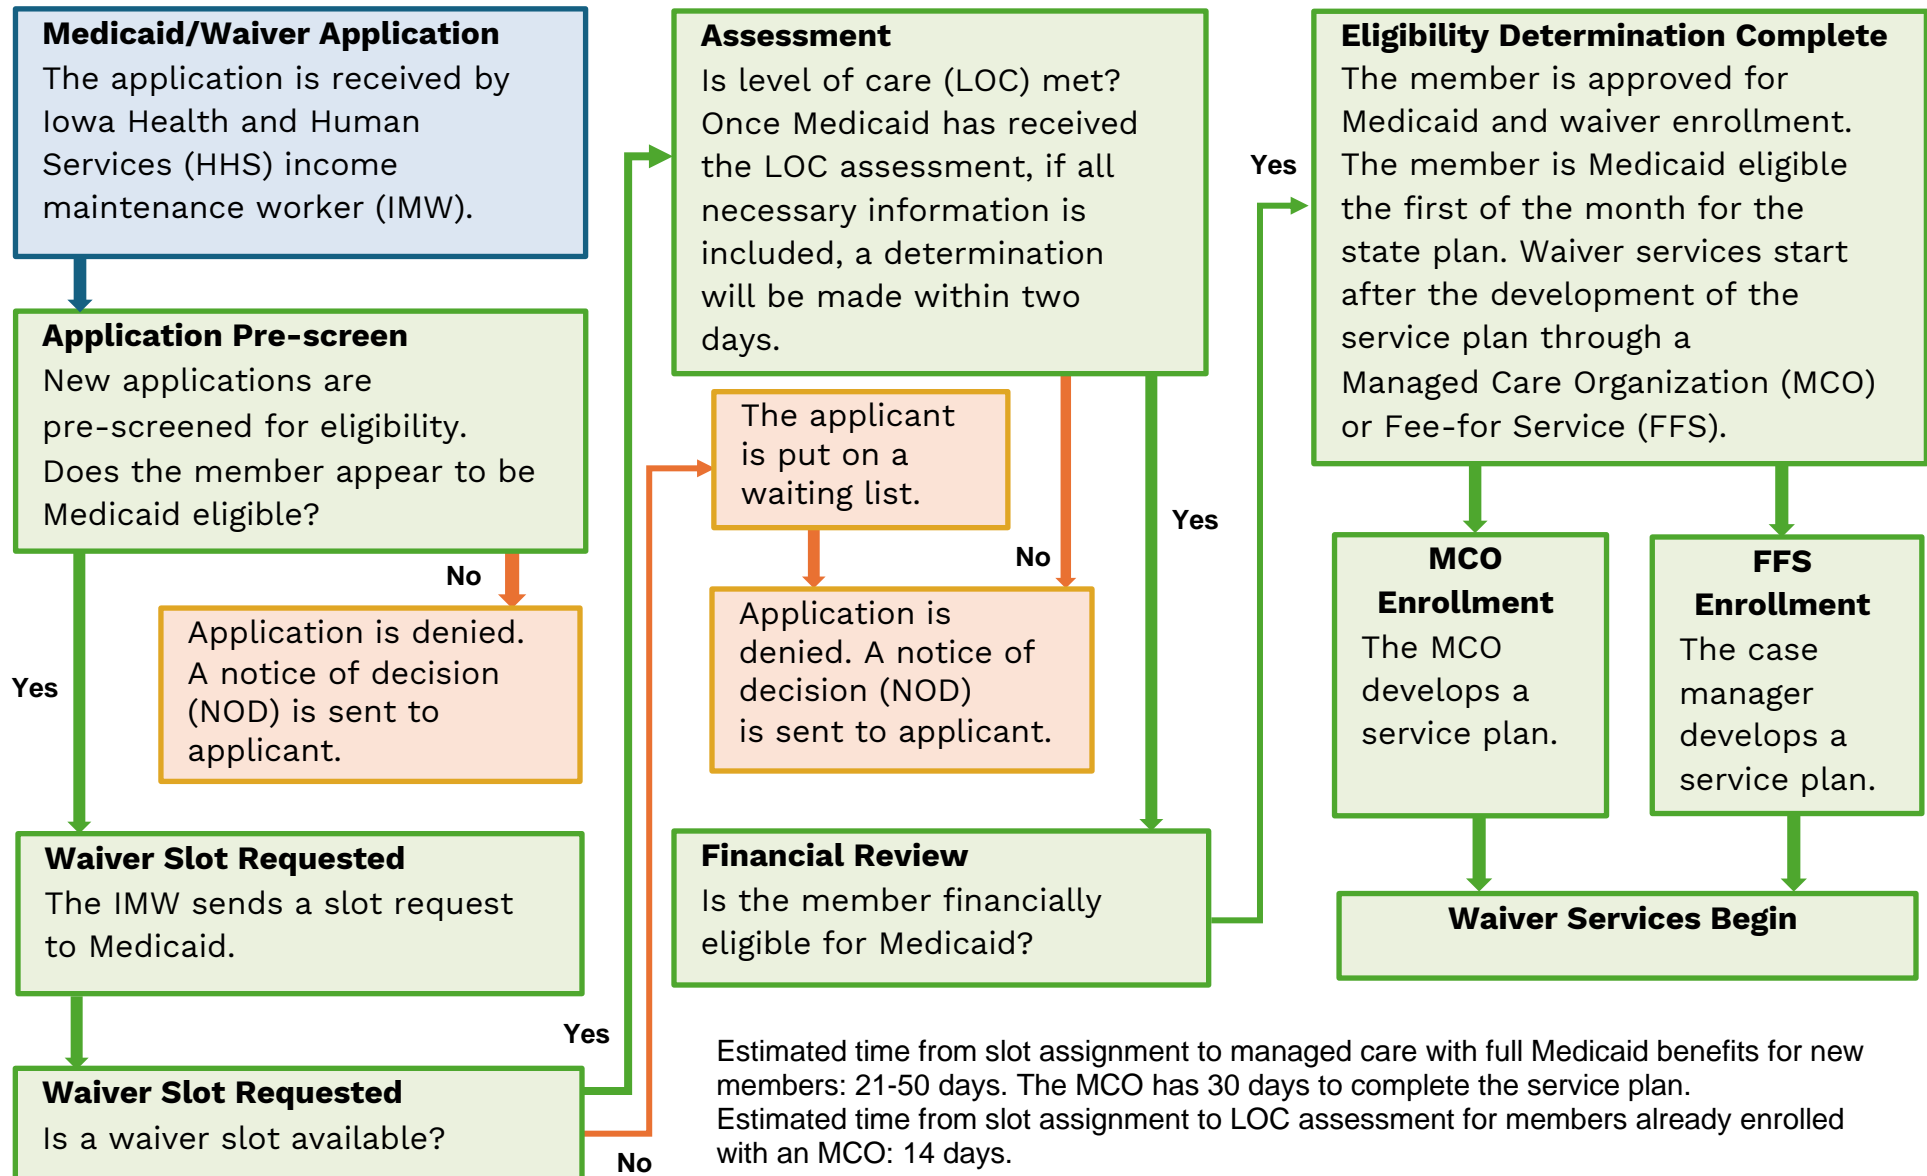 Medicaid/Waiver Application
The application is received by
Iowa Health and Human
Services (HHS) income
maintenance worker (IMW).
Application Pre-screen
New applications are
pre-screened for eligibility.
Does the member appear to be
Medicaid eligible?
No
Application is denied.
A notice of decision
(NOD) is sent to
applicant.
Yes
Waiver Slot Requested
The IMW sends a slot request
to Medicaid.
Waiver Slot Requested
Is a waiver slot available?
Yes
No
Assessment
Is level of care (LOC) met?
Once Medicaid has received
the LOC assessment, if all
necessary information is
included, a determination
will be made within two
days.
The applicant
is put on a
waiting list.
No
Application is
denied. A notice of
decision (NOD)
is sent to applicant.
Yes
Financial Review
Is the member financially
eligible for Medicaid?
Yes
Eligibility Determination Complete
The member is approved for
Medicaid and waiver enrollment.
The member is Medicaid eligible
the first of the month for the
state plan. Waiver services start
after the development of the
service plan through a
Managed Care Organization (MCO)
or Fee-for Service (FFS).
MCO
Enrollment
The MCO
develops a
service plan.
FFS
Enrollment
The case
manager
develops a
service plan.
Waiver Services Begin
Estimated time from slot assignment to managed care with full Medicaid benefits for new
members: 21-50 days. The MCO has 30 days to complete the service plan.
Estimated time from slot assignment to LOC assessment for members already enrolled
with an MCO: 14 days.